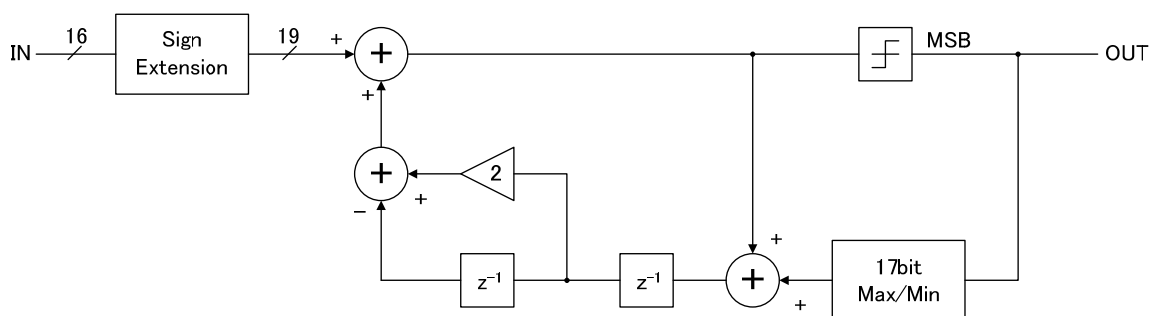 IN
16
Sign
Extension
19
+
+
+
MSB
OUT
+
2
+
−
z⁻¹
z⁻¹
+
+
+
17bit
Max/Min